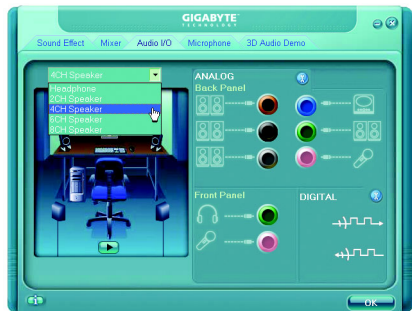 GIGABYTE
TECHNOLOGY
Sound Effect
Mixer
Audio I/O
Microphone
3D Audio Demo
4CH Speaker
Headphone
2CH Speaker
4CH Speaker
6CH Speaker
8CH Speaker
ANALOG
Back Panel
Front Panel
DIGITAL
OK